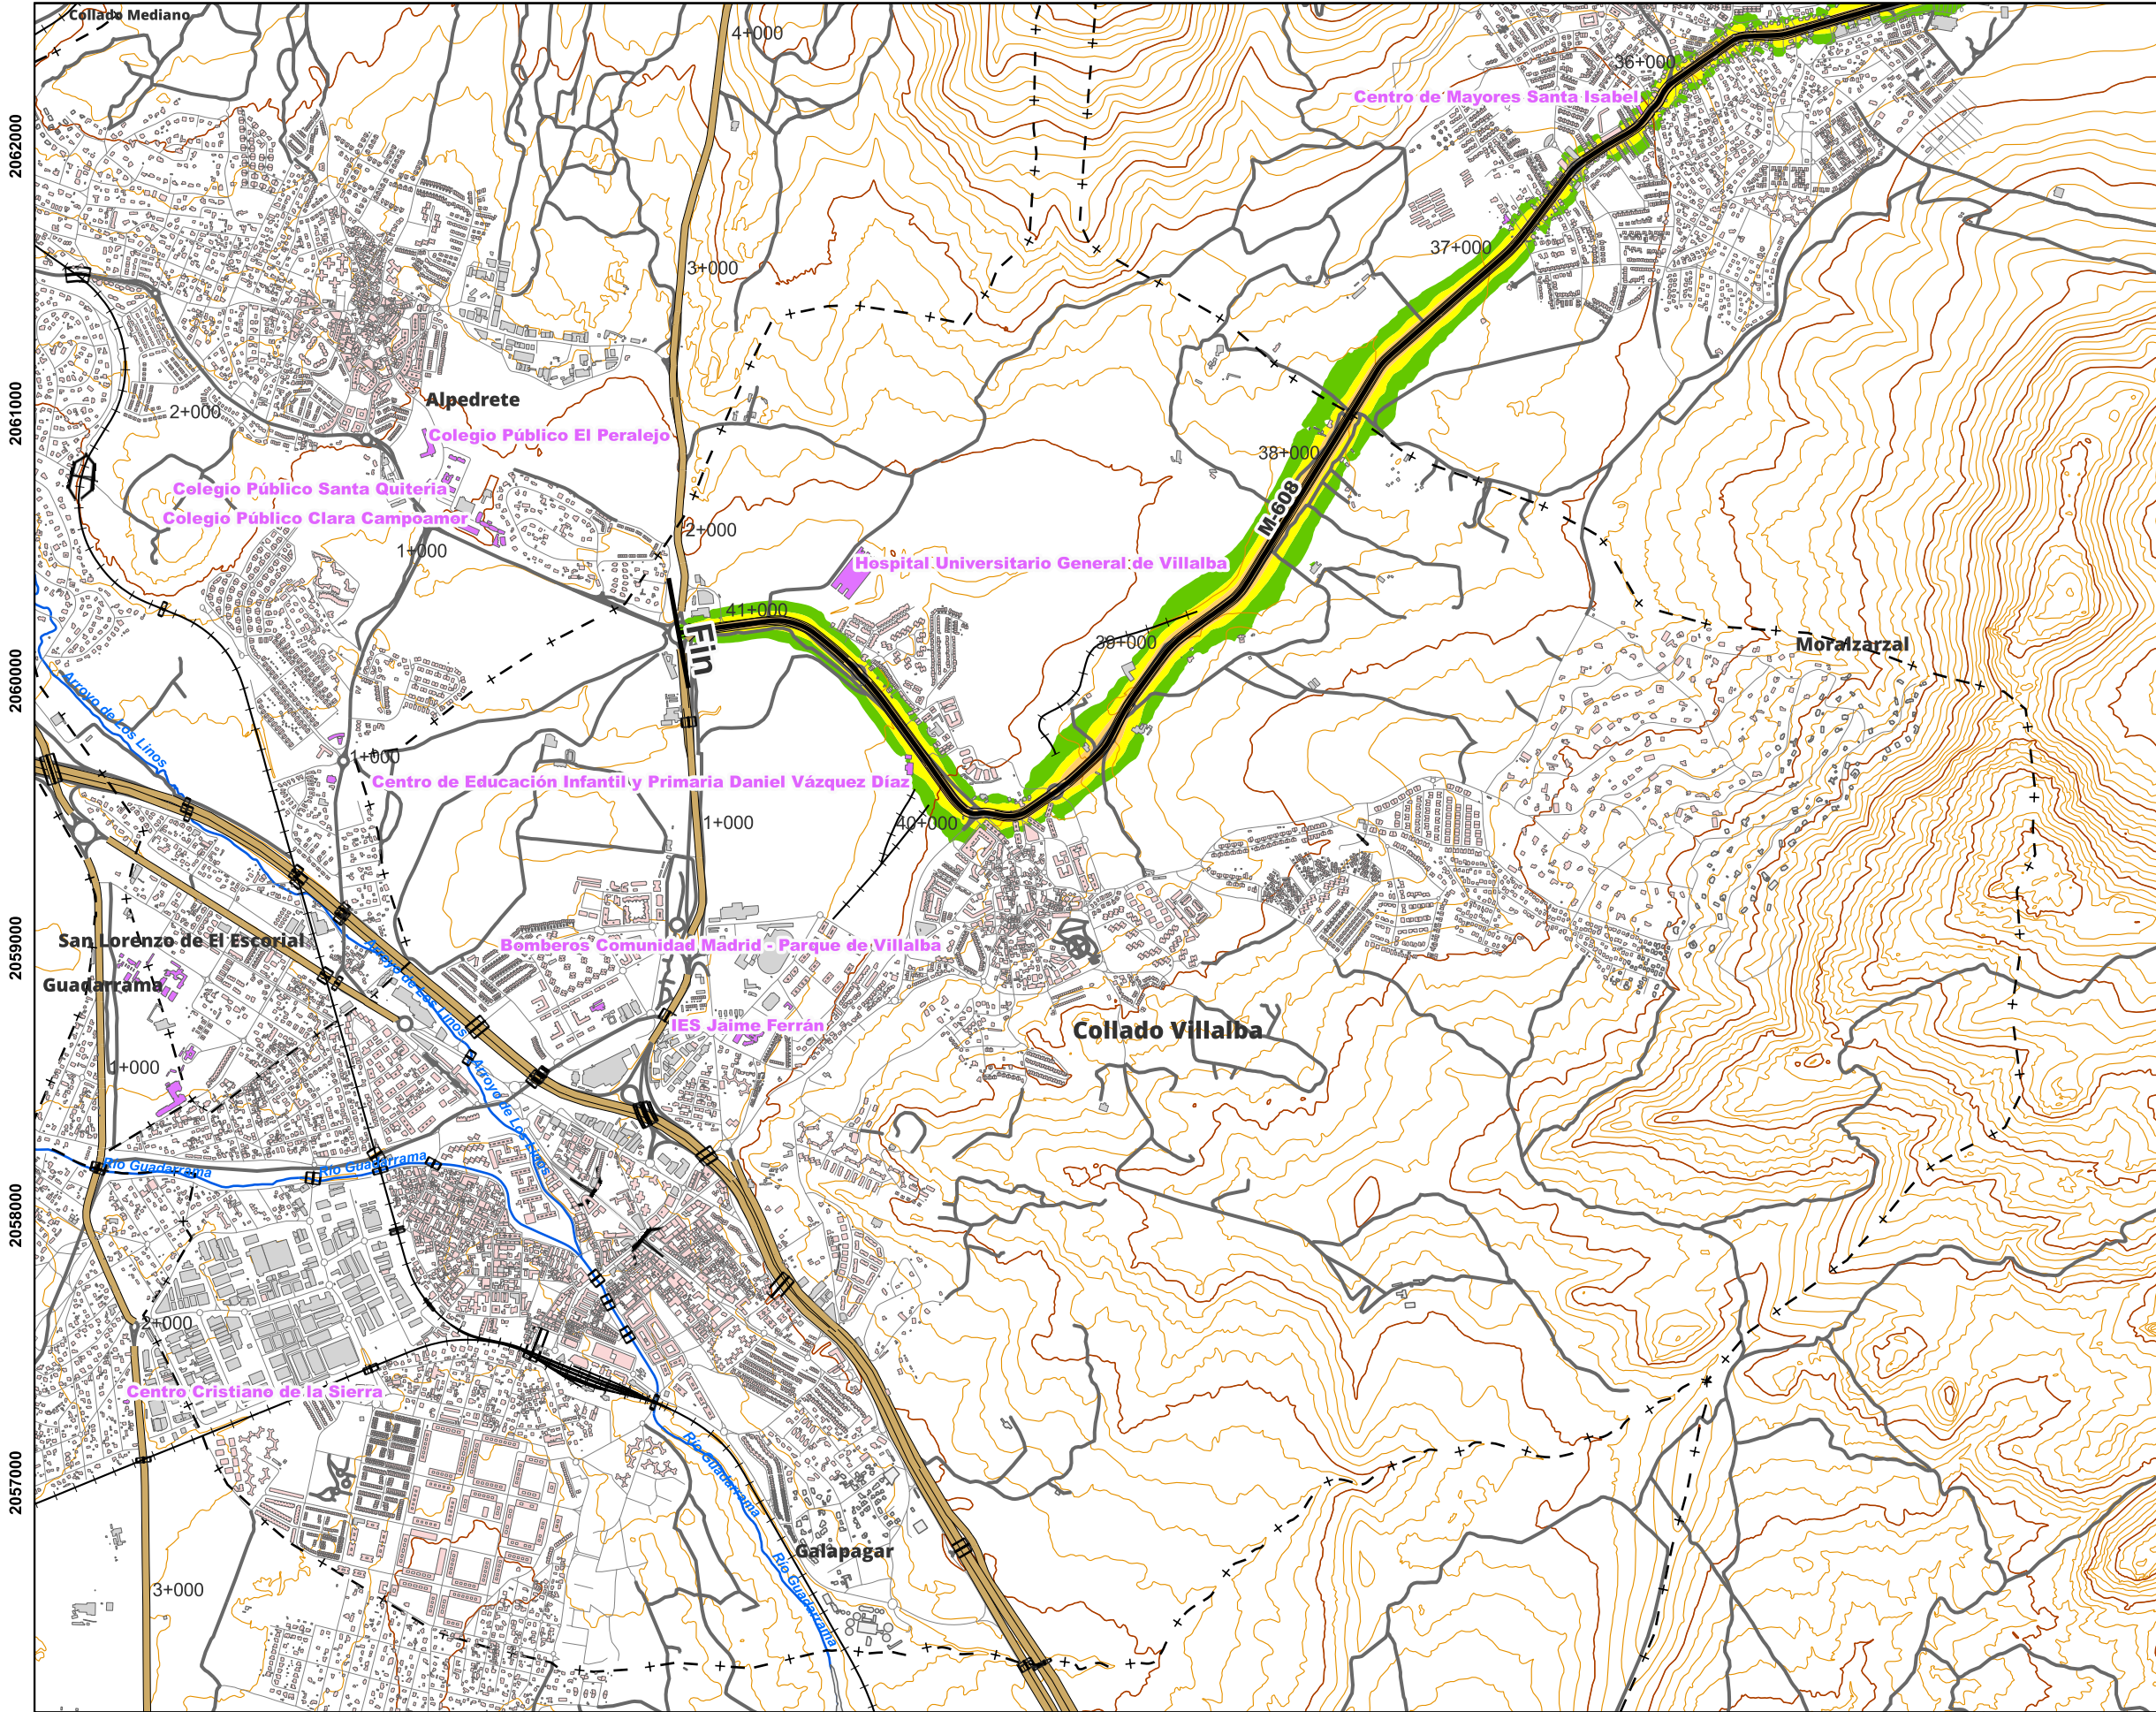 Collado Mediano
4+000
36+000
Centro de Mayores Santa Isabel
2062000
37+000
3+000
2061000
Alpedrete
2+000
Colegio Público El Peralejo
38+000
Colegio Público Santa Quiteria
M-608
Colegio Público Clara Campoamor
2+000
1+000
Hospital Universitario General de Villalba
41+000
Fin
39+000
Moralzarzal
2060000
Arroyo de Los Linos
1+000
Centro de Educación Infantil y Primaria Daniel Vázquez Díaz
1+000
40+000
2059000
San Lorenzo de El Escorial
Bomberos Comunidad Madrid - Parque de Villalba
Arroyo de Los Linos
Guadarrama
IES Jaime Ferrán
Collado Villalba
1+000
Arroyo de Los Linos
Río Guadarrama
Río Guadarrama
2058000
2+000
Centro Cristiano de la Sierra
2057000
Río Guadarrama
Galapagar
3+000
Río Guadarrama